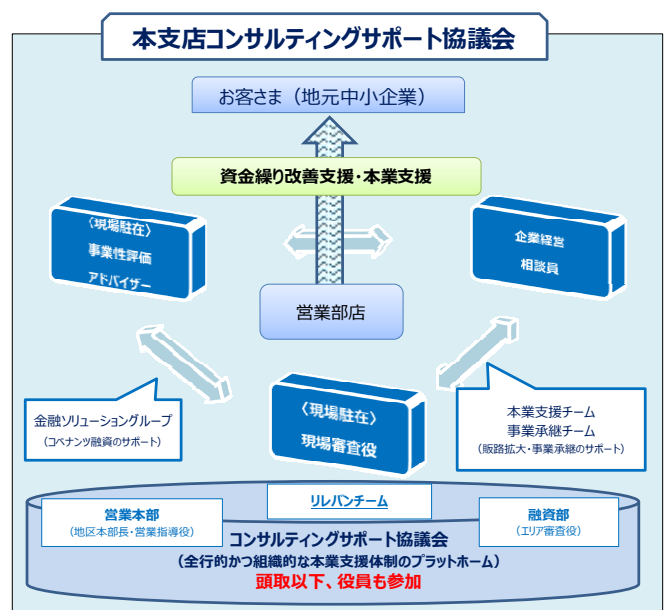 本支店コンサルティングサポート協議会
お客さま（地元中小企業）
資金繰り改善支援・本業支援
〈現場駐在〉
事業性評価
アドバイザー
企業経営
相談員
営業部店
金融ソリューショングループ
（コベナンツ融資のサポート）
〈現場駐在〉
現場審査役
本業支援チーム
事業承継チーム
（販路拡大・事業承継のサポート）
営業本部
（地区本部長・営業指導役）
リレバンチーム
融資部
（エリア審査役）
コンサルティングサポート協議会
（全行的かつ組織的な本業支援体制のプラットホーム）
頭取以下、役員も参加